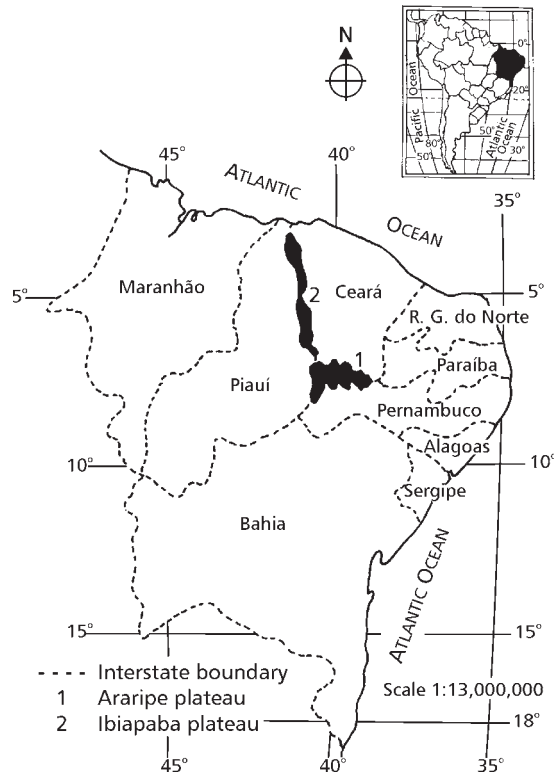 N
0°
20°
50°
80°
50°
30°
Pacific Ocean
Atlantic Ocean
45°
ATLANTIC
40°
OCEAN
35°
5°
Maranhão
2
Ceará
5°
R. G. do Norte
1
Paraíba
Piauí
Pernambuco
Alagoas
10°
10°
Sergipe
Bahia
ATLANTIC OCEAN
15°
15°
Interstate boundary
1 Araripe plateau
2 Ibiapaba plateau
Scale 1:13,000,000
18°
45°
40°
35°